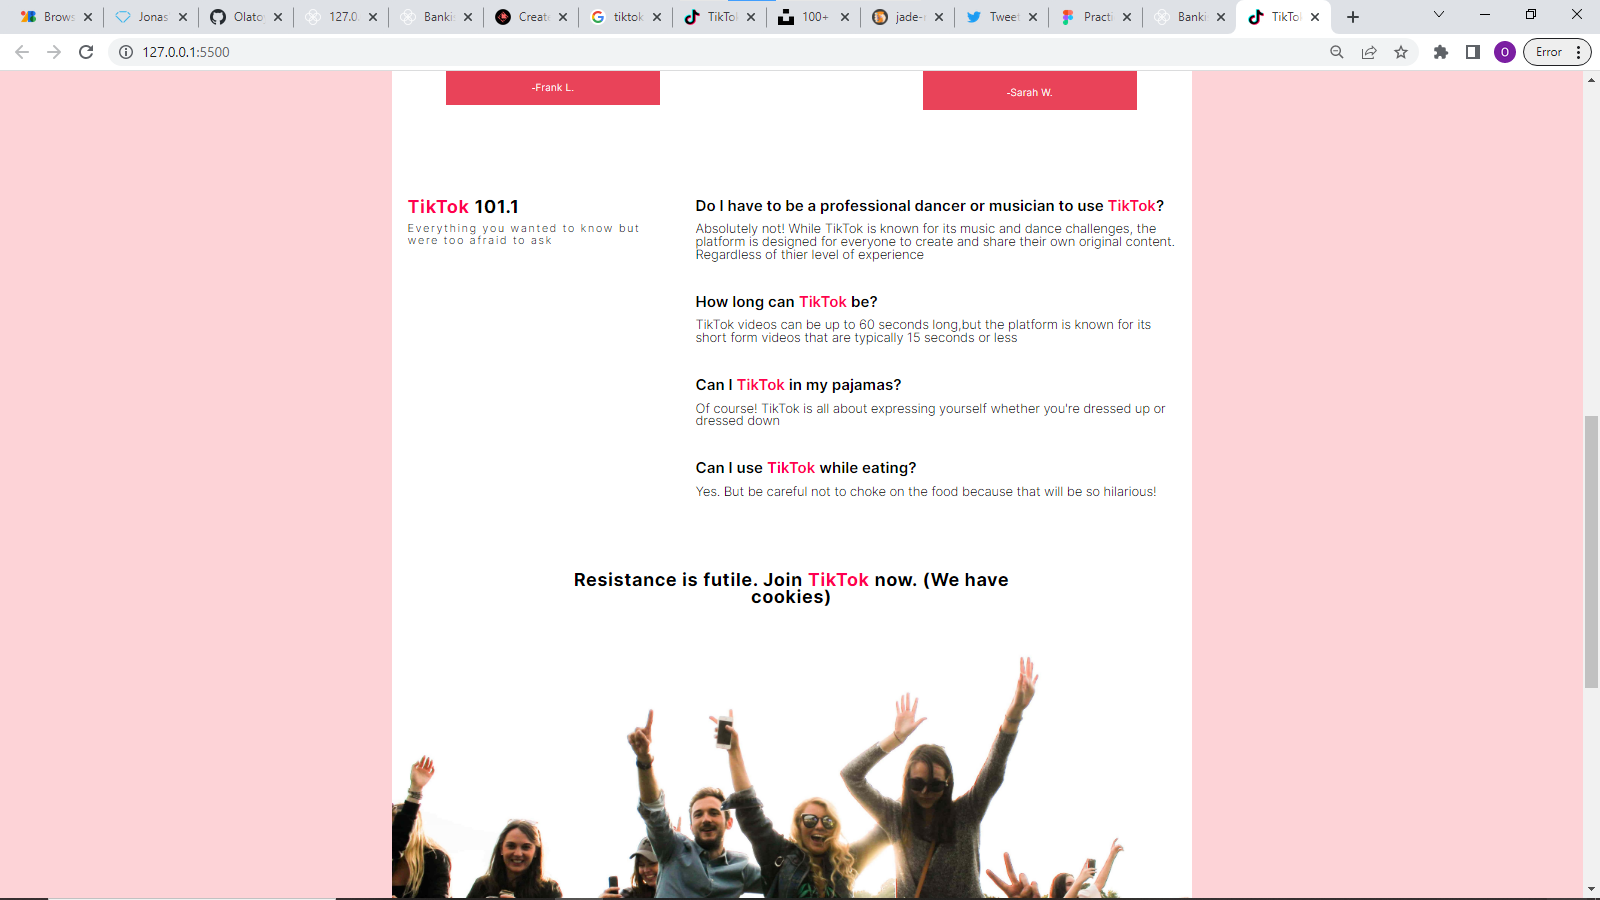 Brows
Jonas
Olato
127.0.
Bankis
Create
tiktok
TikTok
100+
jade-
Tweet
Practi
Bankis
TikTok
127.0.0.1:5500
O
Error
-Frank L.
-Sarah W.
TikTok 101.1
Everything you wanted to know but
were too afraid to ask
Do I have to be a professional dancer or musician to use TikTok?
Absolutely not! While TikTok is known for its music and dance challenges, the
platform is designed for everyone to create and share their own original content.
Regardless of thier level of experience
How long can TikTok be?
TikTok videos can be up to 60 seconds long,but the platform is known for its
short form videos that are typically 15 seconds or less
Can I TikTok in my pajamas?
Of course! TikTok is all about expressing yourself whether you're dressed up or
dressed down
Can I use TikTok while eating?
Yes. But be careful not to choke on the food because that will be so hilarious!
Resistance is futile. Join TikTok now. (We have
cookies)